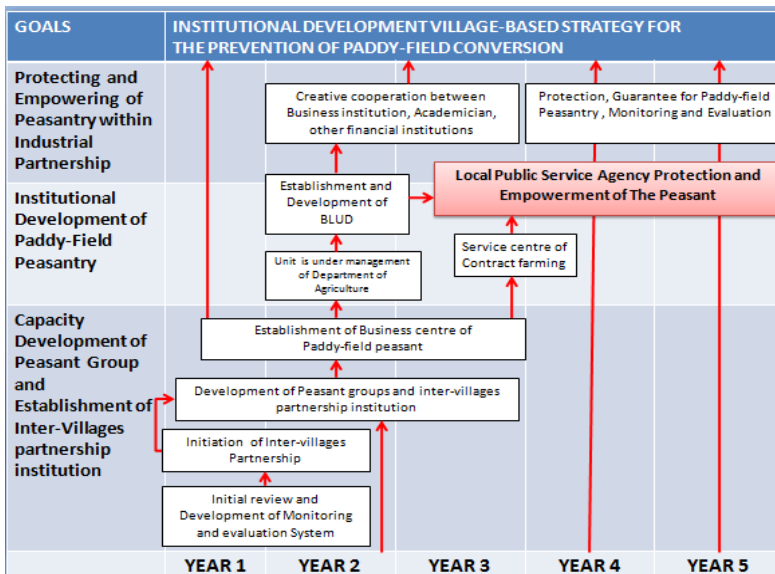 GOALS
INSTITUTIONAL DEVELOPMENT VILLAGE-BASED STRATEGY FOR
THE PREVENTION OF PADDY-FIELD CONVERSION
Protecting and
Empowering of
Peasantry within
Industrial
Partnership
Creative cooperation between
Business institution, Academician,
other financial institutions
Protection, Guarantee for Paddy-field
Peasantry , Monitoring and Evaluation
Local Public Service Agency Protection and
Empowerment of The Peasant
Institutional
Development of
Paddy-Field
Peasantry
Establishment and
Development of
BLUD
Service centre of
Contract farming
Unit is under management
of Department of
Agriculture
Capacity
Development of
Peasant Group
and
Establishment of
Inter-Villages
partnership
institution
Establishment of Business centre of
Paddy-field peasant
Development of Peasant groups and inter-villages
partnership institution
Initiation of Inter-villages
Partnership
Initial review and
Development of Monitoring
and evaluation System
YEAR 1
YEAR 2
YEAR 3
YEAR 4
YEAR 5